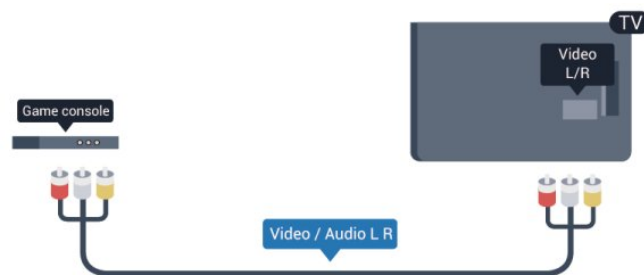 TV
Video
L/R
Game console
Video / Audio L R